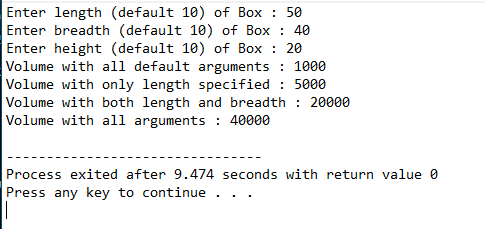 Enter length (default 10) of Box : 50
Enter breadth (default 10) of Box : 40
Enter height (default 10) of Box : 20
Volume with all default arguments : 1000
Volume with only length specified : 5000
Volume with both length and breadth : 20000
Volume with all arguments : 40000
--------------------------------
Process exited after 9.474 seconds with return value 0
Press any key to continue . . .